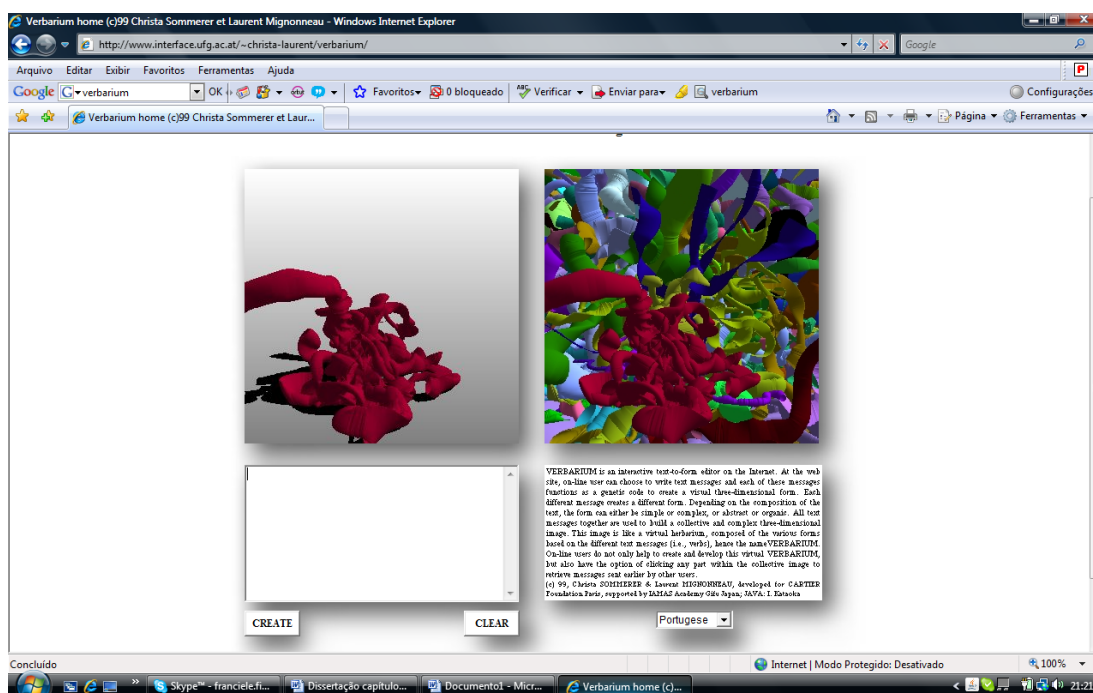 Verbarium home (c)99 Christa Sommerer et Laurent Mignonneau - Windows Internet Explorer
http://www.interface.ufg.ac.at/~christa-laurent/verbarium/
Google
Arquivo Editar Exibir Favoritos Ferramentas Ajuda
Google verbarium OK Favoritos 0 bloqueado Verificar Enviar para verbarium Configurações
Verbarium home (c)99 Christa Sommerer et Laur... Página Ferramentas
VERBARIUM is an interactive text-to-form editor on the Internet. At the web
site, on-line user can choose to write text messages and each of these messages
functions as a genetic code to create a visual three-dimensional form. Each
different message creates a different form. Depending on the composition of the
text, the form can either be simple or complex, or abstract or organic. All text
messages together are used to build a collective and complex three-dimensional
image. This image is like a virtual herbarium, composed of the various forms
based on the different text messages (i.e., verbs), hence the nameVERBARIUM.
On-line users do not only help to create and develop this virtual VERBARIUM,
but also have the option of clicking any part within the collective image to
retrieve messages sent earlier by other users.
(c) 99, Christa SOMMERER & Laurent MIGNONNEAU, developed for CARTIER
Foundation Paris, supported by IAMAS Academy Gifu Japan; JAVA: I. Kataoka
CREATE CLEAR Portugese
Concluído Internet | Modo Protegido: Desativado 100%
Skype™ - franciele.fi... Dissertação capítulo... Documento1 - Micr... Verbarium home (c)... 21:21